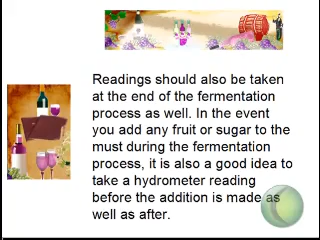 Readings should also be taken
at the end of the fermentation
process as well. In the event
you add any fruit or sugar to the
must during the fermentation
process, it is also a good idea to
take a hydrometer reading
before the addition is made as
well as after.